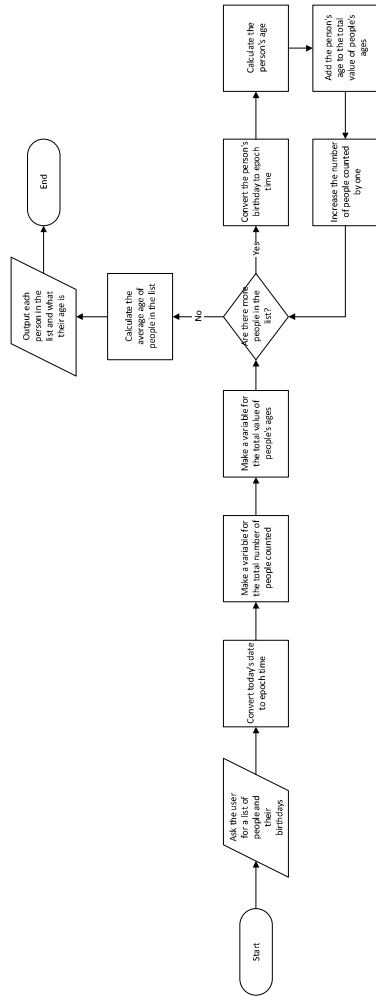 Start
Ask the user
for a list of
people and
their
birthdays
Convert today's date
to epoch time
Make a variable for
the total number of
people counted
Make a variable for
the total value of
people's ages
Are there more
people in the
list?
Yes
Convert the person's
birthday to epoch
time
Calculate the
person's age
Add the person's
age to the total
value of people's
ages
Increase the number
of people counted
by one
No
Calculate the
average age of
people in the list
Output each
person in the
list and what
their age is
End